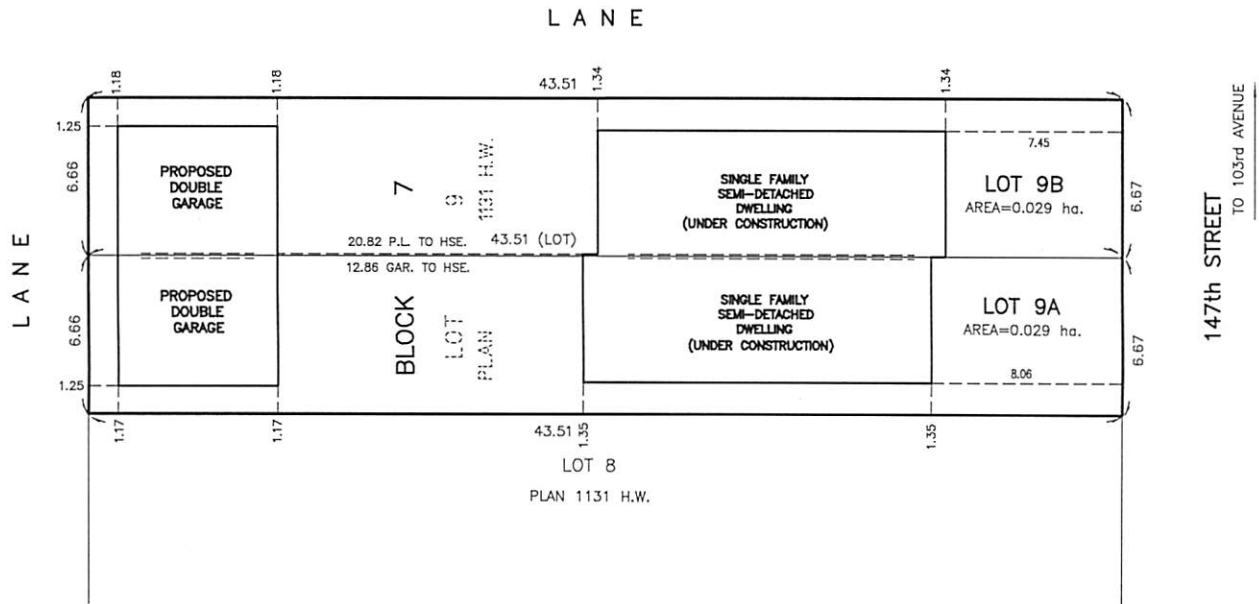 LANE
1.18
1.18
43.51
1.34
1.34
1.25
6.66
PROPOSED
DOUBLE
GARAGE
7
9
1131 H.W.
SINGLE FAMILY
SEMI-DETACHED
DWELLING
(UNDER CONSTRUCTION)
7.45
LOT 9B
AREA=0.029 ha.
6.67
20.82 P.L. TO HSE.
43.51 (LOT)
12.86 GAR. TO HSE.
LANE
6.66
1.25
PROPOSED
DOUBLE
GARAGE
BLOCK
LOT
PLAN
SINGLE FAMILY
SEMI-DETACHED
DWELLING
(UNDER CONSTRUCTION)
LOT 9A
AREA=0.029 ha.
8.06
6.67
147th STREET
TO 103rd AVENUE
1.17
1.17
43.51
1.35
1.35
LOT 8
PLAN 1131 H.W.